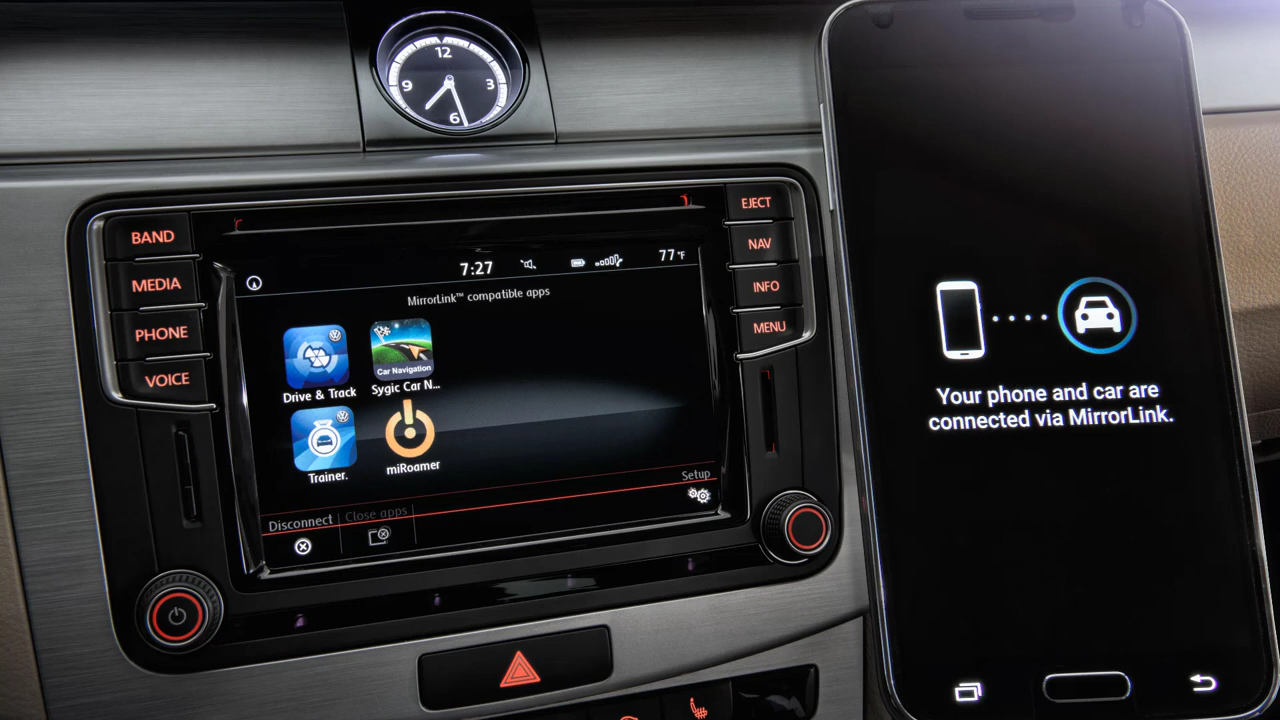 12
9
3
6
BAND
MEDIA
PHONE
VOICE
EJECT
NAV
INFO
MENU
7:27
77°F
MirrorLink™ compatible apps
Drive & Track
Car Navigation
Sygic Car N...
Trainer.
miRoamer
Setup
Disconnect
Close apps
Your phone and car are
connected via MirrorLink.